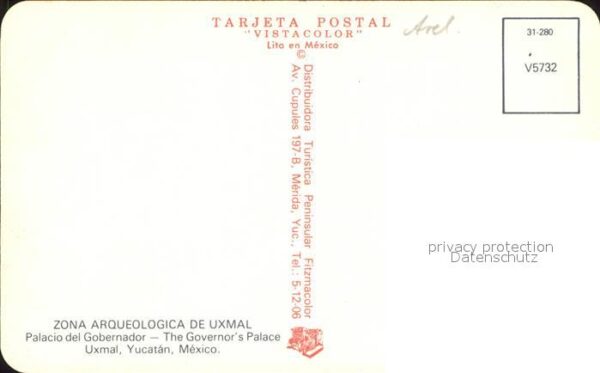 TARJETA POSTAL
"VISTACOLOR"
Lito en México
31-280
V5732
© Distribuidora Turística Peninsular Fitzmacolor
Av. Cupules 197-B, Mérida, Yuc., Tel.: 5-12-06
privacy protection
Datenschutz
ZONA ARQUEOLOGICA DE UXMAL
Palacio del Gobernador — The Governor's Palace
Uxmal, Yucatán, México.